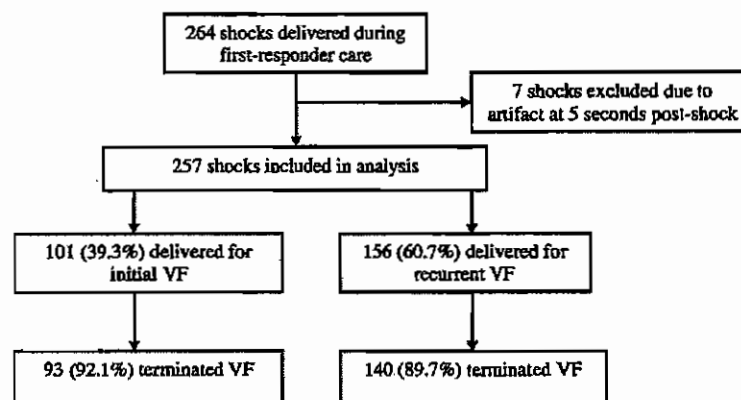 264 shocks delivered during
first-responder care
7 shocks excluded due to
artifact at 5 seconds post-shock
257 shocks included in analysis
101 (39.3%) delivered for
initial VF
156 (60.7%) delivered for
recurrent VF
93 (92.1%) terminated VF
140 (89.7%) terminated VF